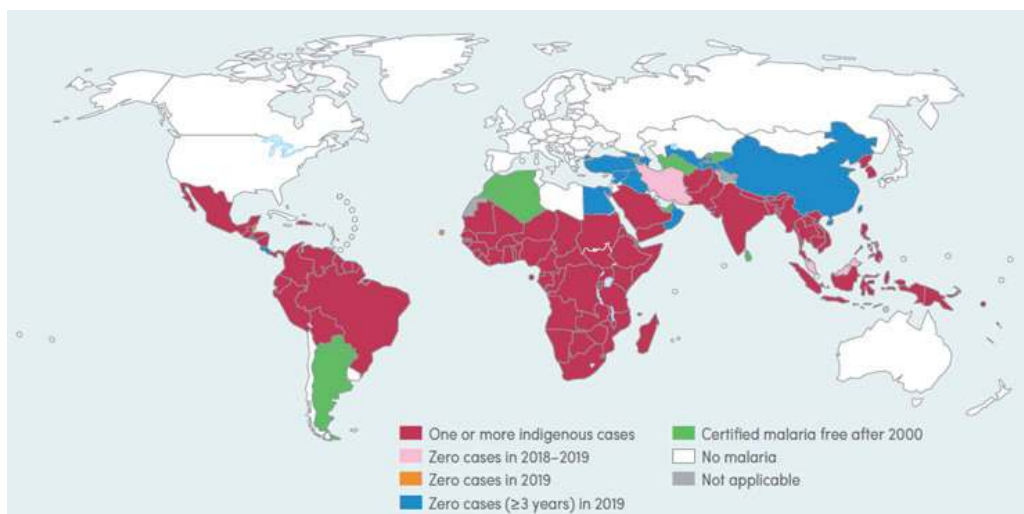 One or more indigenous cases
Zero cases in 2018–2019
Zero cases in 2019
Zero cases (≥3 years) in 2019
Certified malaria free after 2000
No malaria
Not applicable